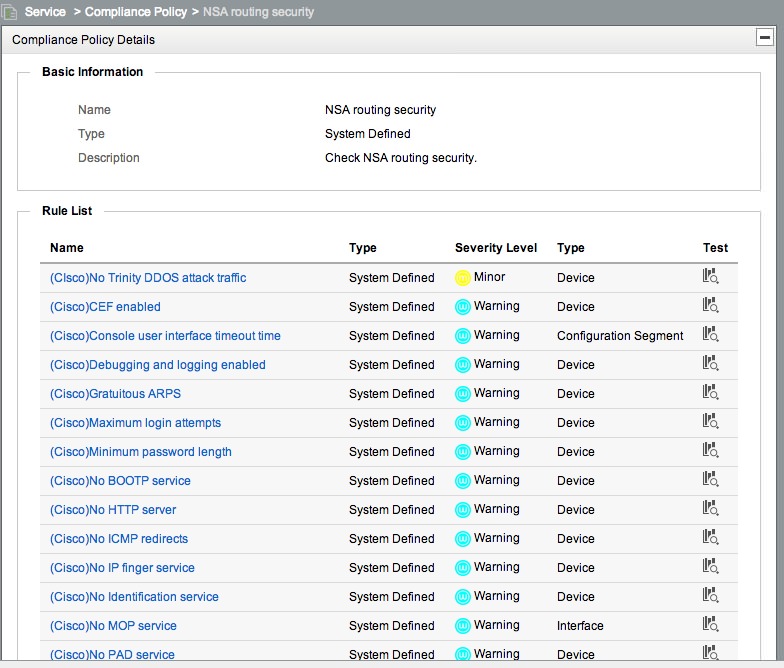 Service > Compliance Policy > NSA routing security
Compliance Policy Details
Basic Information
Name NSA routing security
Type System Defined
Description Check NSA routing security.
Rule List
Name Type Severity Level Type Test
(CIsco)No Trinity DDOS attack traffic System Defined Minor Device
(Cisco)CEF enabled System Defined Warning Device
(Cisco)Console user interface timeout time System Defined Warning Configuration Segment
(Cisco)Debugging and logging enabled System Defined Warning Device
(Cisco)Gratuitous ARPS System Defined Warning Device
(Cisco)Maximum login attempts System Defined Warning Device
(Cisco)Minimum password length System Defined Warning Device
(Cisco)No BOOTP service System Defined Warning Device
(Cisco)No HTTP server System Defined Warning Device
(Cisco)No ICMP redirects System Defined Warning Device
(Cisco)No IP finger service System Defined Warning Device
(Cisco)No Identification service System Defined Warning Device
(Cisco)No MOP service System Defined Warning Interface
(Cisco)No PAD service System Defined Warning Device